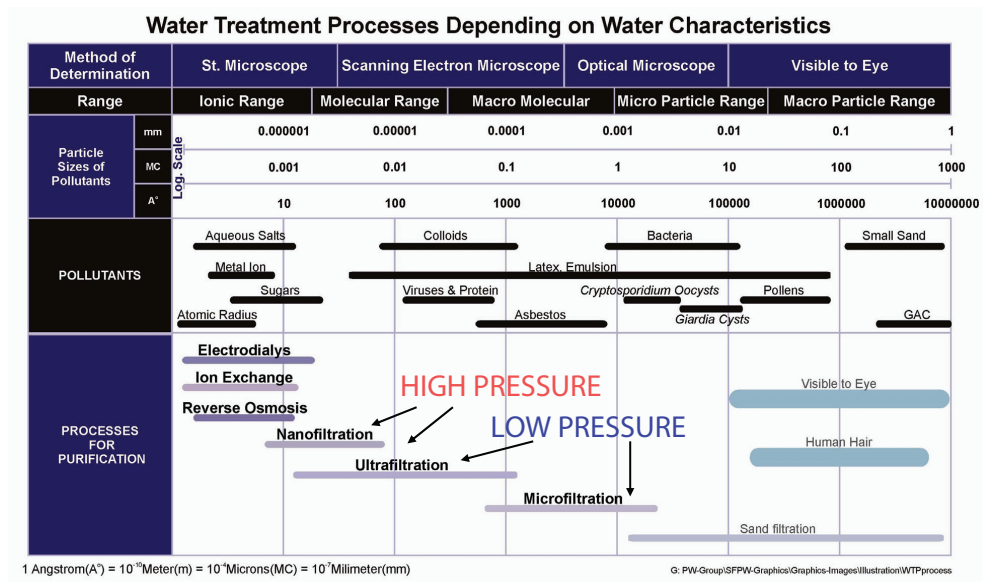 Water Treatment Processes Depending on Water Characteristics
Method of Determination St. Microscope Scanning Electron Microscope Optical Microscope Visible to Eye
Range Ionic Range Molecular Range Macro Molecular Micro Particle Range Macro Particle Range
Particle Sizes of Pollutants
Log. Scale
mm 0.000001 0.00001 0.0001 0.001 0.01 0.1 1
MC 0.001 0.01 0.1 1 10 100 1000
A° 10 100 1000 10000 100000 1000000 10000000
POLLUTANTS
Aqueous Salts Colloids Bacteria Small Sand
Metal Ion Latex. Emulsion
Sugars Viruses & Protein Cryptosporidium Oocysts Pollens
Atomic Radius Asbestos Giardia Cysts GAC
PROCESSES FOR PURIFICATION
Electrodialys
Ion Exchange HIGH PRESSURE Visible to Eye
Reverse Osmosis
Nanofiltration LOW PRESSURE Human Hair
Ultrafiltration
Microfiltration
Sand filtration
1 Angstrom(A°) = 10⁻¹⁰Meter(m) = 10⁻⁴Microns(MC) = 10⁻⁷Milimeter(mm)
G: PW-Group\SFPW-Graphics\Graphics-Images\Illustration\WTPprocess